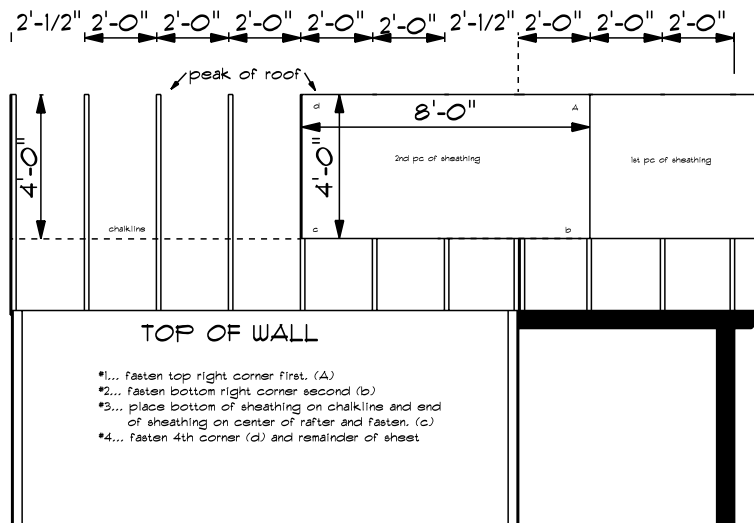 2'-1/2" 2'-0" 2'-0" 2'-0" 2'-0" 2'-0" 2'-1/2" 2'-0" 2'-0" 2'-0"
peak of roof
d
A
8'-0"
4'-0"
4'-0"
2nd pc of sheathing
1st pc of sheathing
chalkline
c
b
TOP OF WALL
#1... fasten top right corner first. (A)
#2... fasten bottom right corner second (b)
#3... place bottom of sheathing on chalkline and end
of sheathing on center of rafter and fasten. (c)
#4... fasten 4th corner (d) and remainder of sheet